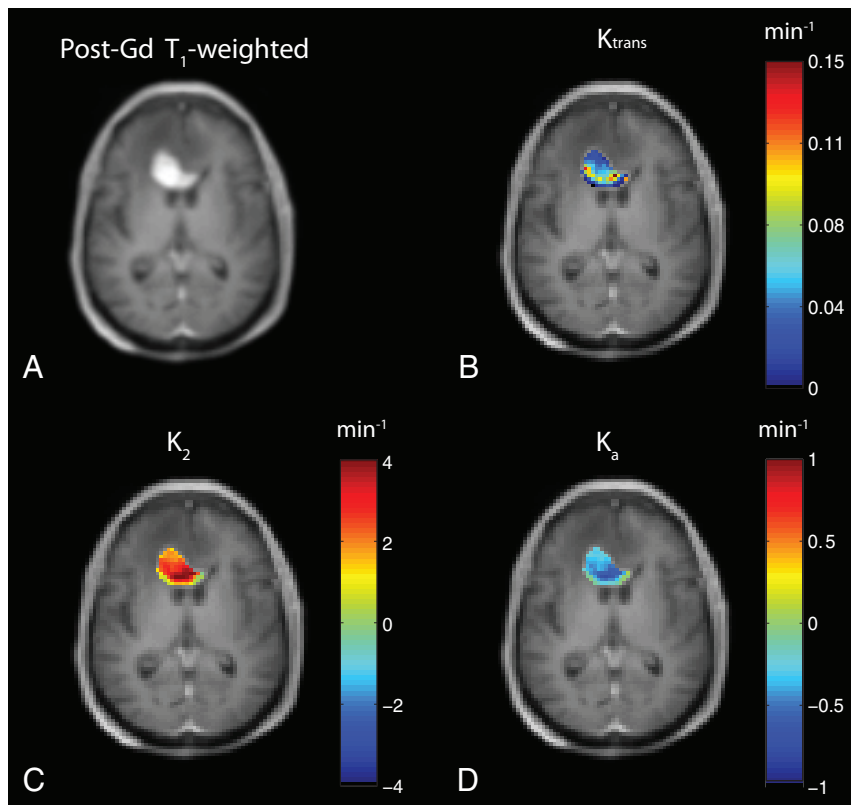 Post-Gd T1-weighted
Ktrans
min-1
0.15
0.11
0.08
0.04
0
A
B
K2
min-1
4
2
0
−2
−4
Ka
min-1
1
0.5
0
−0.5
−1
C
D